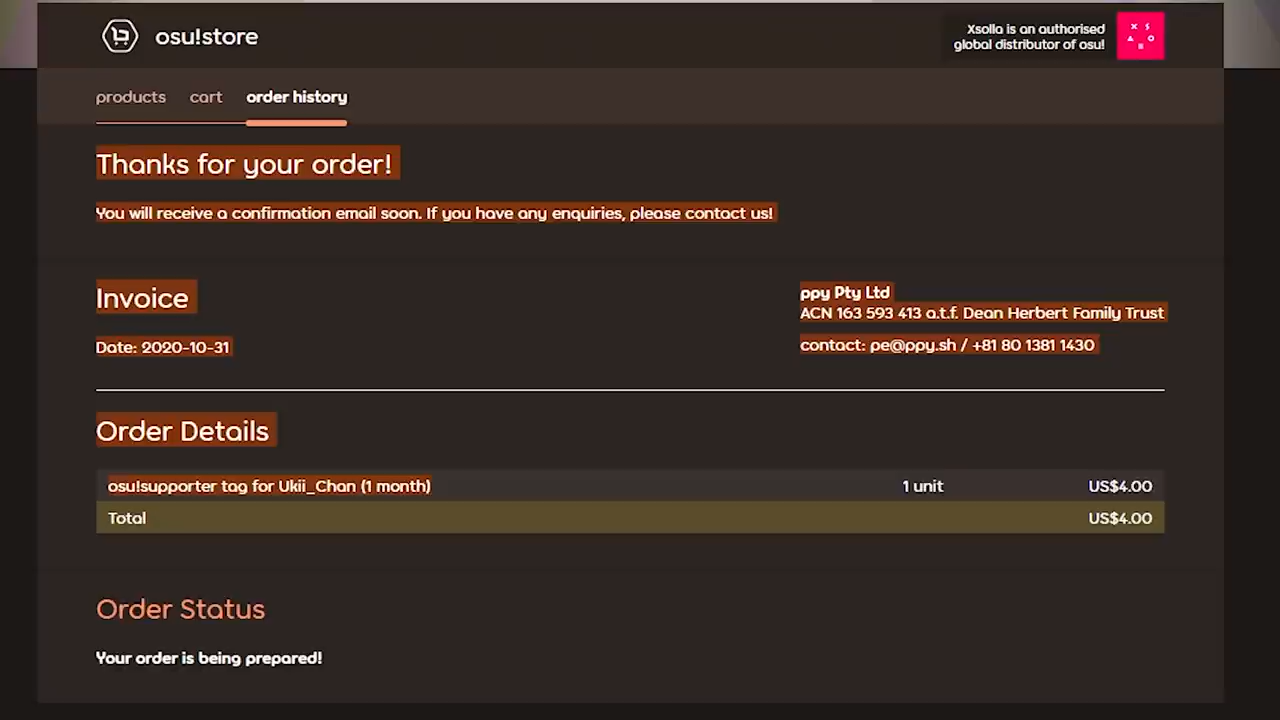 osu!store
Xsolla is an authorised
global distributor of osu!
products cart order history
Thanks for your order!
You will receive a confirmation email soon. If you have any enquiries, please contact us!
Invoice
Date: 2020-10-31
ppy Pty Ltd
ACN 163 593 413 a.t.f. Dean Herbert Family Trust
contact: pe@ppy.sh / +81 80 1381 1430
Order Details
osu!supporter tag for Ukii_Chan (1 month) 1 unit US$4.00
Total US$4.00
Order Status
Your order is being prepared!